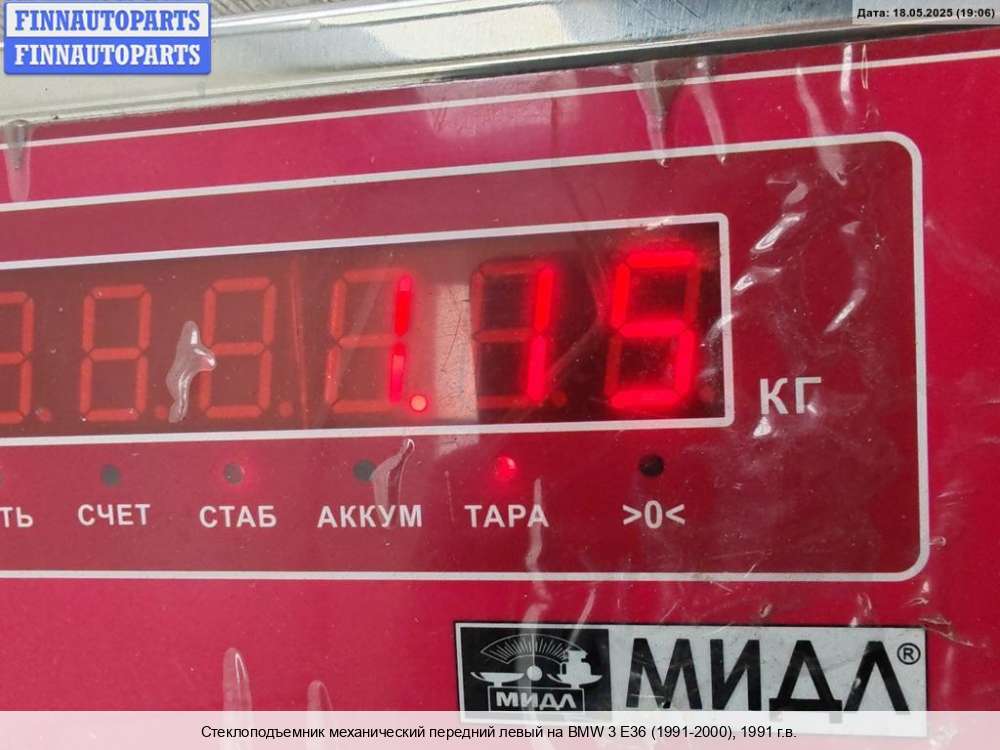 FINNAUTOPARTS
FINNAUTOPARTS
Дата: 18.05.2025 (19:06)
1.15
КГ
ТЬ СЧЕТ СТАБ АККУМ ТАРА >0<
МИДЛ
МИДЛ®
Стеклоподъемник механический передний левый на BMW 3 E36 (1991-2000), 1991 г.в.